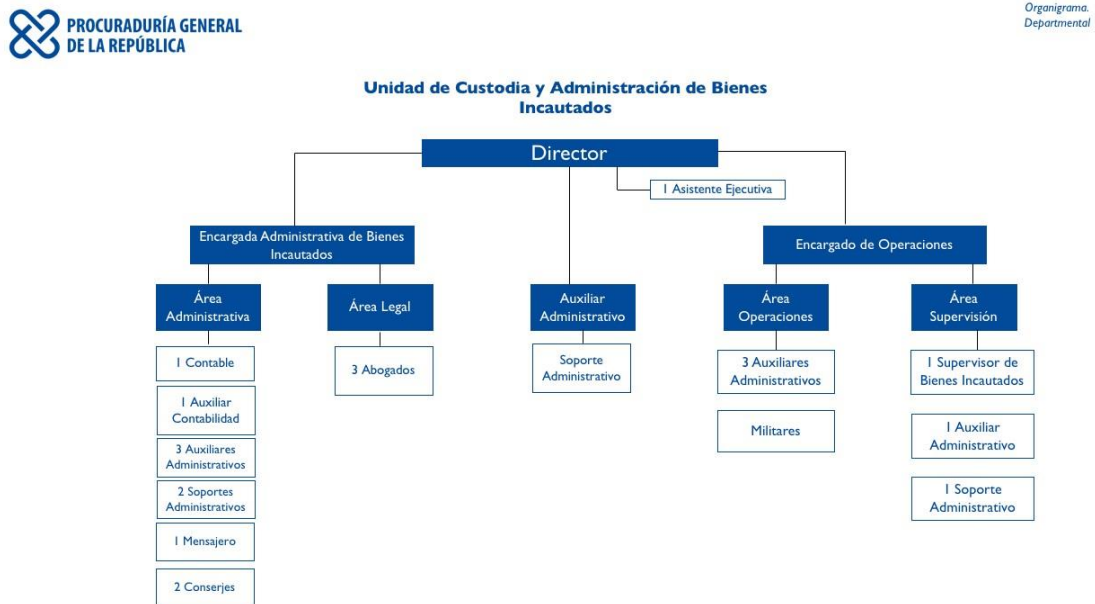 PROCURADURÍA GENERAL
DE LA REPÚBLICA
Organigrama.
Departmental
Unidad de Custodia y Administración de Bienes
Incautados
Director
1 Asistente Ejecutiva
Encargada Administrativa de Bienes
Incautados
Encargado de Operaciones
Área
Administrativa
Área Legal
Auxiliar
Administrativo
Área
Operaciones
Área
Supervisión
1 Contable
1 Auxiliar
Contabilidad
3 Auxiliares
Administrativos
2 Soportes
Administrativos
1 Mensajero
2 Conserjes
3 Abogados
Soporte
Administrativo
3 Auxiliares
Administrativos
Militares
1 Supervisor de
Bienes Incautados
1 Auxiliar
Administrativo
1 Soporte
Administrativo